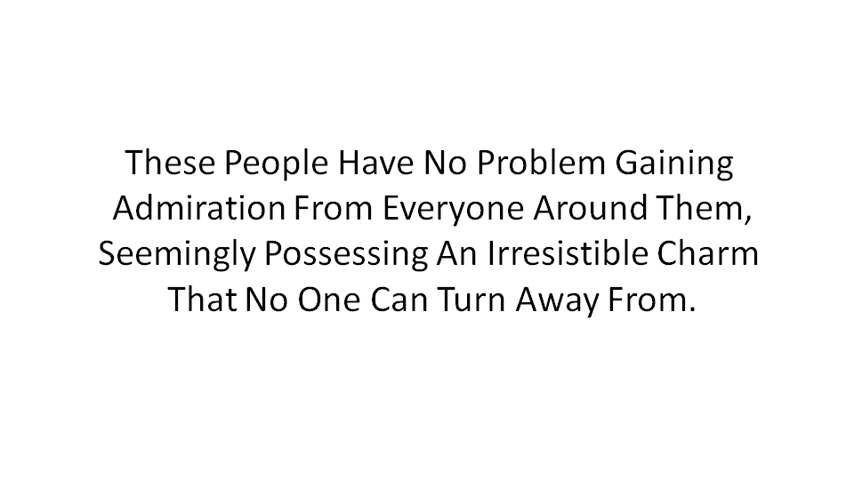 These People Have No Problem Gaining
Admiration From Everyone Around Them,
Seemingly Possessing An Irresistible Charm
That No One Can Turn Away From.